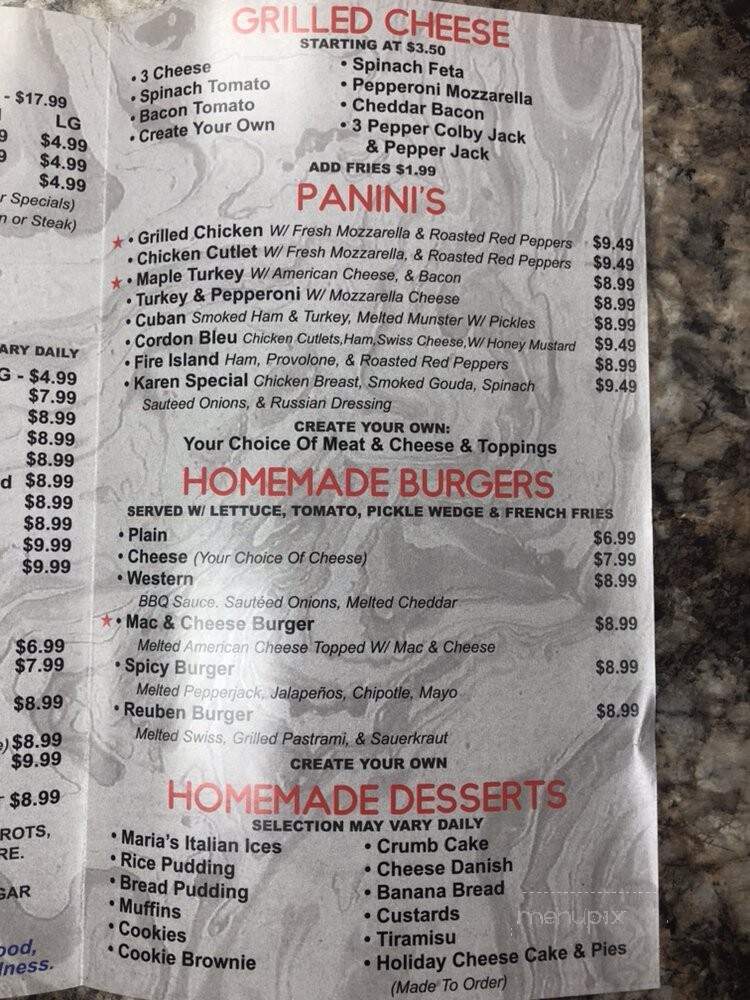 - $17.99
LG
9 $4.99
9 $4.99
$4.99
r Specials)
n or Steak)
ARY DAILY
G - $4.99
$7.99
$8.99
$8.99
$8.99
d $8.99
$8.99
$8.99
$9.99
$9.99
$6.99
$7.99
$8.99
e) $8.99
$9.99
$8.99
ROTS,
RE.
GAR
ood,
lness.
GRILLED CHEESE
STARTING AT $3.50
• 3 Cheese
• Spinach Tomato
• Bacon Tomato
• Create Your Own
• Spinach Feta
• Pepperoni Mozzarella
• Cheddar Bacon
• 3 Pepper Colby Jack
& Pepper Jack
ADD FRIES $1.99
PANINI'S
★ • Grilled Chicken W/ Fresh Mozzarella & Roasted Red Peppers $9.49
• Chicken Cutlet W/ Fresh Mozzarella, & Roasted Red Peppers $9.49
★ • Maple Turkey W/ American Cheese, & Bacon $8.99
• Turkey & Pepperoni W/ Mozzarella Cheese $8.99
• Cuban Smoked Ham & Turkey, Melted Munster W/ Pickles $8.99
• Cordon Bleu Chicken Cutlets,Ham,Swiss Cheese,W/ Honey Mustard $9.49
• Fire Island Ham, Provolone, & Roasted Red Peppers $8.99
• Karen Special Chicken Breast, Smoked Gouda, Spinach $9.49
Sauteed Onions, & Russian Dressing
CREATE YOUR OWN:
Your Choice Of Meat & Cheese & Toppings
HOMEMADE BURGERS
SERVED W/ LETTUCE, TOMATO, PICKLE WEDGE & FRENCH FRIES
• Plain $6.99
• Cheese (Your Choice Of Cheese) $7.99
• Western $8.99
BBQ Sauce. Sautéed Onions, Melted Cheddar
★ • Mac & Cheese Burger $8.99
Melted American Cheese Topped W/ Mac & Cheese
• Spicy Burger $8.99
Melted Pepperjack, Jalapeños, Chipotle, Mayo
• Reuben Burger $8.99
Melted Swiss, Grilled Pastrami, & Sauerkraut
CREATE YOUR OWN
HOMEMADE DESSERTS
SELECTION MAY VARY DAILY
• Maria's Italian Ices
• Rice Pudding
• Bread Pudding
• Muffins
• Cookies
• Cookie Brownie
• Crumb Cake
• Cheese Danish
• Banana Bread
• Custards
• Tiramisu
• Holiday Cheese Cake & Pies
(Made To Order)
menupix